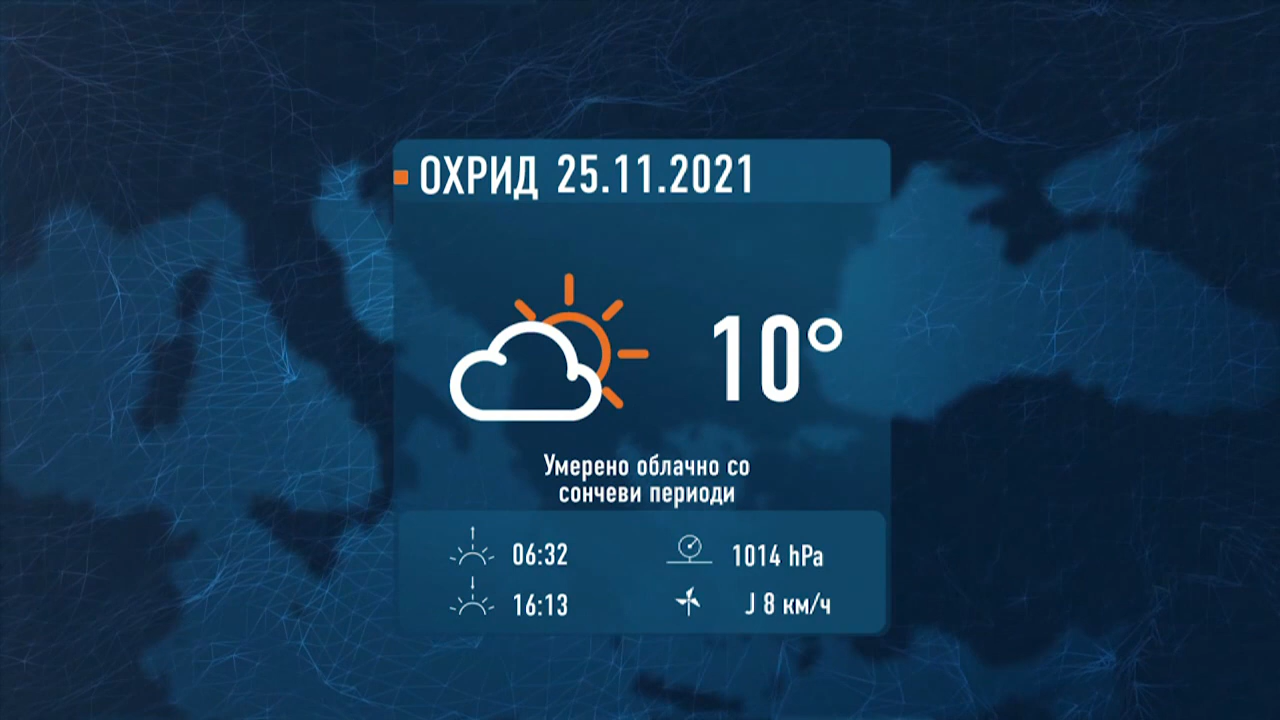 ОХРИД 25.11.2021
10°
Умерено облачно со
сончеви периоди
06:32
1014 hPa
16:13
Ј 8 км/ч